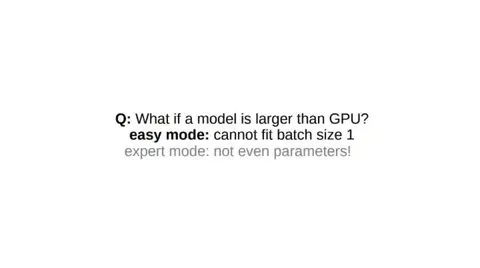 Q: What if a model is larger than GPU?
easy mode: cannot fit batch size 1
expert mode: not even parameters!